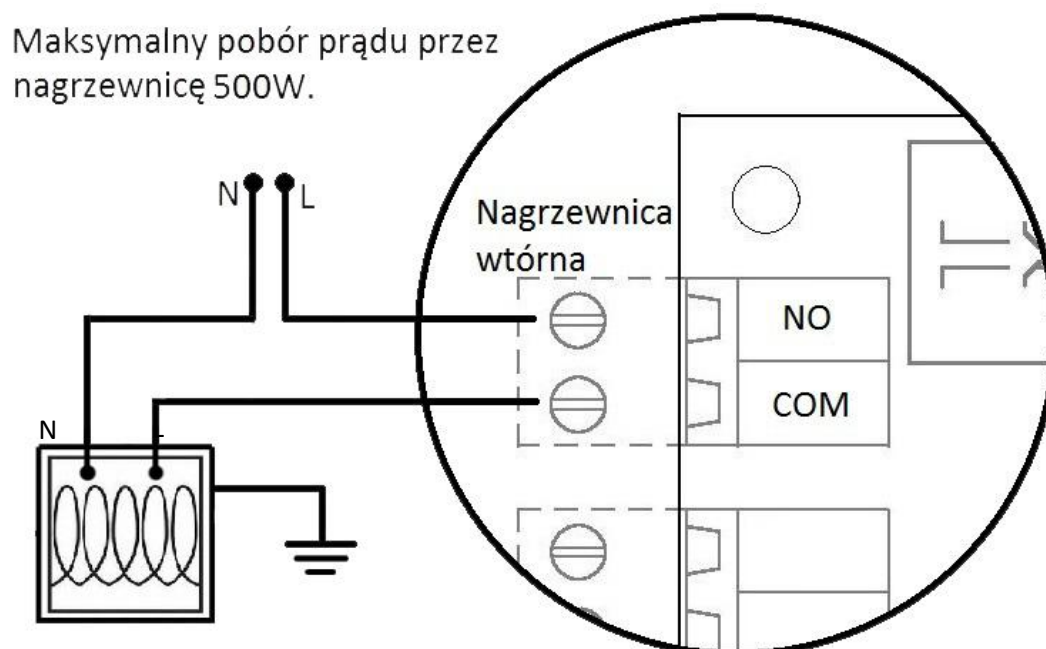 Maksymalny pobór prądu przez
nagrzewnicę 500W.
N L
Nagrzewnica
wtórna
NO
COM
N